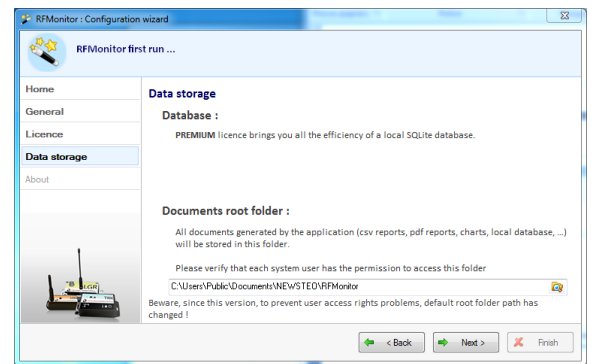 RFMonitor : Configuration wizard
RFMonitor first run ...
Home
General
Licence
Data storage
About
Data storage
Database :
PREMIUM licence brings you all the efficiency of a local SQLite database.
Documents root folder :
All documents generated by the application (csv reports, pdf reports, charts, local database, ...)
will be stored in this folder.
Please verify that each system user has the permission to access this folder
C:\Users\Public\Documents\NEWSTEO\RFMonitor
Beware, since this version, to prevent user access rights problems, default root folder path has
changed !
LGR
< Back
Next >
Finish